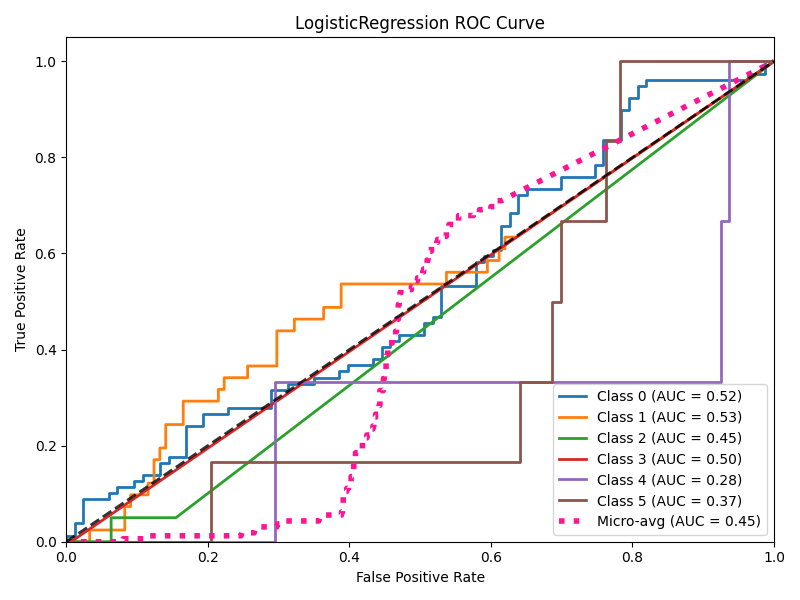 LogisticRegression ROC Curve
True Positive Rate
1.0
0.8
0.6
0.4
0.2
0.0
Class 0 (AUC = 0.52)
Class 1 (AUC = 0.53)
Class 2 (AUC = 0.45)
Class 3 (AUC = 0.50)
Class 4 (AUC = 0.28)
Class 5 (AUC = 0.37)
Micro-avg (AUC = 0.45)
0.0 0.2 0.4 0.6 0.8 1.0
False Positive Rate